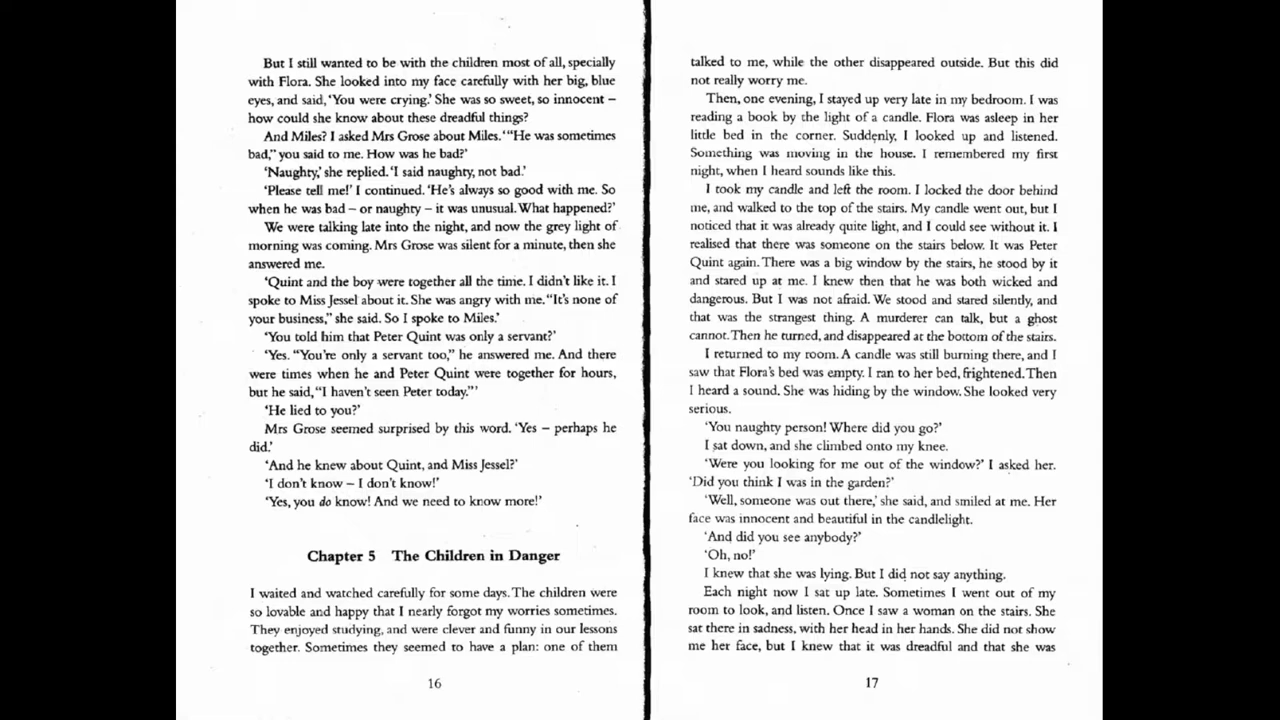 But I still wanted to be with the children most of all, specially
with Flora. She looked into my face carefully with her big, blue
eyes, and said, ‘You were crying.’ She was so sweet, so innocent –
how could she know about these dreadful things?
And Miles? I asked Mrs Grose about Miles. ‘“He was sometimes
bad,” you said to me. How was he bad?’
‘Naughty,’ she replied. ‘I said naughty, not bad.’
‘Please tell me!’ I continued. ‘He’s always so good with me. So
when he was bad – or naughty – it was unusual. What happened?’
We were talking late into the night, and now the grey light of
morning was coming. Mrs Grose was silent for a minute, then she
answered me.
‘Quint and the boy were together all the time. I didn’t like it. I
spoke to Miss Jessel about it. She was angry with me. “It’s none of
your business,” she said. So I spoke to Miles.’
‘You told him that Peter Quint was only a servant?’
‘Yes. “You’re only a servant too,” he answered me. And there
were times when he and Peter Quint were together for hours,
but he said, “I haven’t seen Peter today.”’
‘He lied to you?’
Mrs Grose seemed surprised by this word. ‘Yes – perhaps he
did.’
‘And he knew about Quint, and Miss Jessel?’
‘I don’t know – I don’t know!’
‘Yes, you do know! And we need to know more!’
Chapter 5 The Children in Danger
I waited and watched carefully for some days. The children were
so lovable and happy that I nearly forgot my worries sometimes.
They enjoyed studying, and were clever and funny in our lessons
together. Sometimes they seemed to have a plan: one of them
16
talked to me, while the other disappeared outside. But this did
not really worry me.
Then, one evening, I stayed up very late in my bedroom. I was
reading a book by the light of a candle. Flora was asleep in her
little bed in the corner. Suddenly, I looked up and listened.
Something was moving in the house. I remembered my first
night, when I heard sounds like this.
I took my candle and left the room. I locked the door behind
me, and walked to the top of the stairs. My candle went out, but I
noticed that it was already quite light, and I could see without it. I
realised that there was someone on the stairs below. It was Peter
Quint again. There was a big window by the stairs, he stood by it
and stared up at me. I knew then that he was both wicked and
dangerous. But I was not afraid. We stood and stared silently, and
that was the strangest thing. A murderer can talk, but a ghost
cannot. Then he turned, and disappeared at the bottom of the stairs.
I returned to my room. A candle was still burning there, and I
saw that Flora’s bed was empty. I ran to her bed, frightened. Then
I heard a sound. She was hiding by the window. She looked very
serious.
‘You naughty person! Where did you go?’
I sat down, and she climbed onto my knee.
‘Were you looking for me out of the window?’ I asked her.
‘Did you think I was in the garden?’
‘Well, someone was out there,’ she said, and smiled at me. Her
face was innocent and beautiful in the candlelight.
‘And did you see anybody?’
‘Oh, no!’
I knew that she was lying. But I did not say anything.
Each night now I sat up late. Sometimes I went out of my
room to look, and listen. Once I saw a woman on the stairs. She
sat there in sadness, with her head in her hands. She did not show
me her face, but I knew that it was dreadful and that she was
17